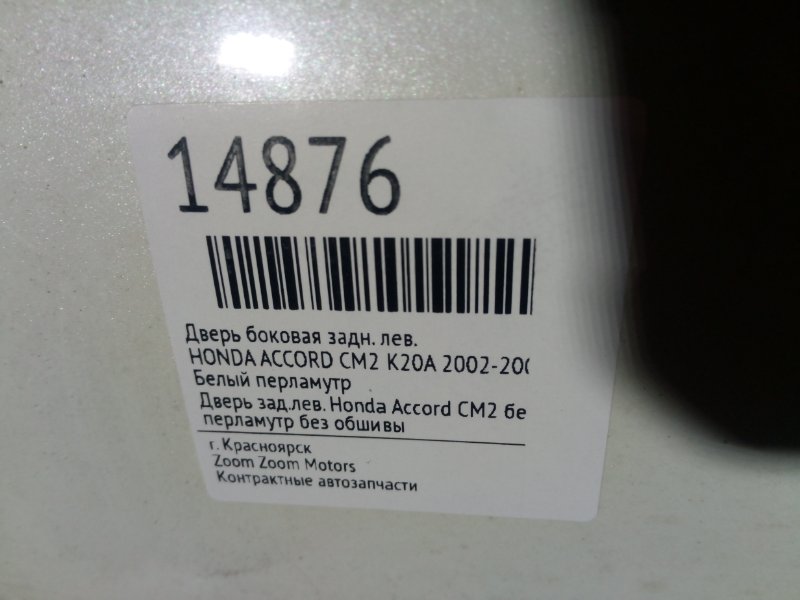 14876
Дверь боковая задн. лев.
HONDA ACCORD CM2 K20A 2002-20
Белый перламутр
Дверь зад.лев. Honda Accord CM2 бе
перламутр без обшивы
г. Красноярск
Zoom Zoom Motors
Контрактные автозапчасти